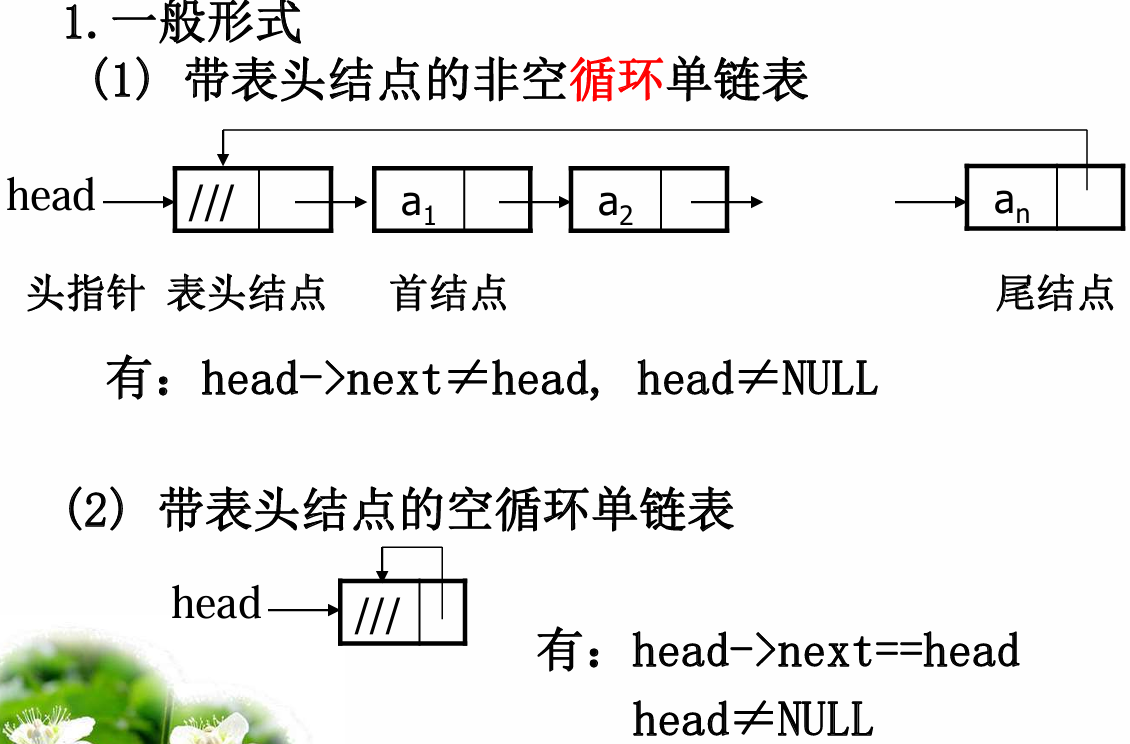 1.一般形式
(1) 带表头结点的非空循环单链表
head /// a1 a2 an
头指针 表头结点 首结点 尾结点
有：head->next≠head, head≠NULL
(2) 带表头结点的空循环单链表
head ///
有：head->next==head
head≠NULL